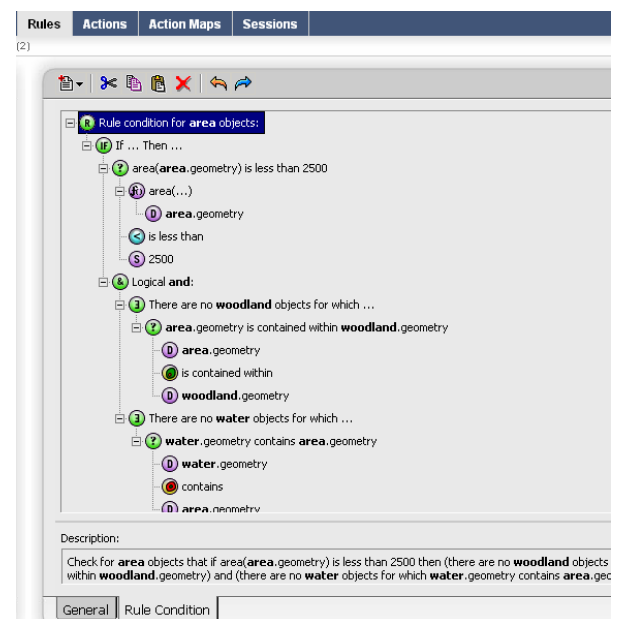 Rules Actions Action Maps Sessions
(2)
R Rule condition for area objects:
IF If ... Then ...
? area(area.geometry) is less than 2500
f() area(...)
D area.geometry
< is less than
S 2500
& Logical and:
∃ There are no woodland objects for which ...
? area.geometry is contained within woodland.geometry
D area.geometry
is contained within
D woodland.geometry
∃ There are no water objects for which ...
? water.geometry contains area.geometry
D water.geometry
contains
D area.geometry
Description:
Check for area objects that if area(area.geometry) is less than 2500 then (there are no woodland objects
within woodland.geometry) and (there are no water objects for which water.geometry contains area.geo
General Rule Condition